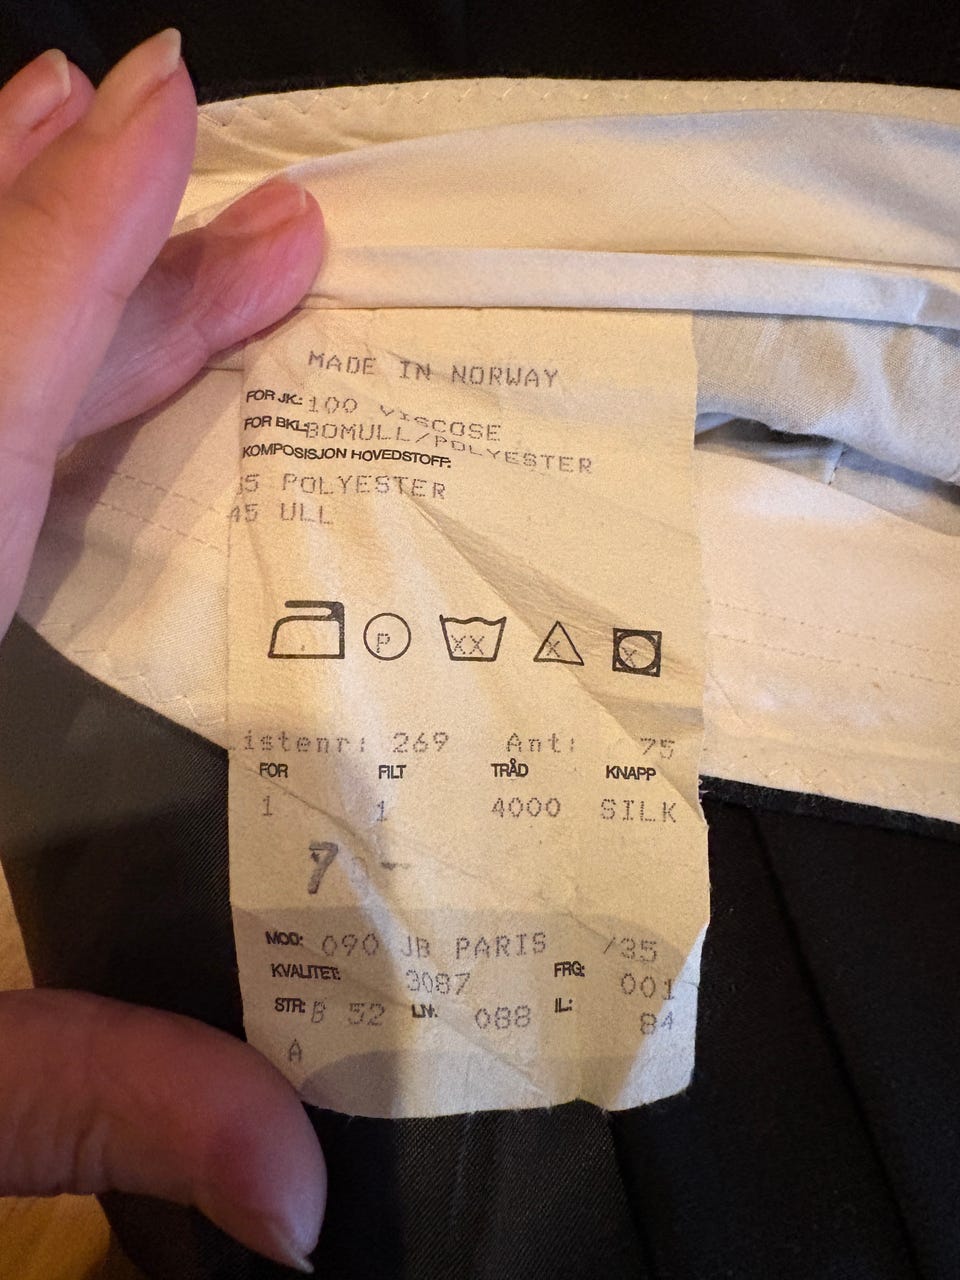 MADE IN NORWAY
FOR JK: 100 VISCOSE
FOR BKL: BOMULL/POLYESTER
KOMPOSISJON HOVEDSTOFF:
POLYESTER
45 ULL
P XX X X
istenr: 269 Ant: 75
FOR FILT TRÅD KNAPP
1 1 4000 SILK
MOD: 090 JB PARIS /35
KVALITET: 3087 FRG: 001
STR: B 52 LN: 088 IL: 84
A